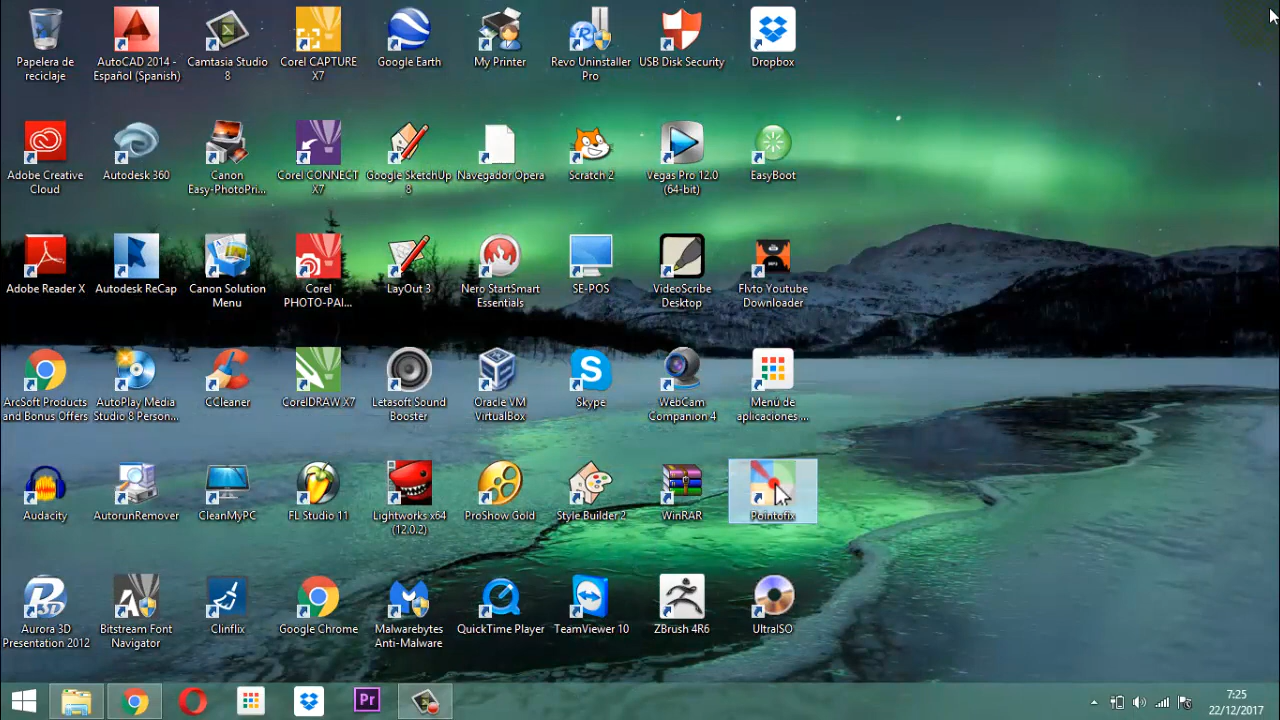 Papelera de
reciclaje
AutoCAD 2014 -
Español (Spanish)
Camtasia Studio
8
Corel CAPTURE
X7
Google Earth
My Printer
Revo Uninstaller
Pro
USB Disk Security
Dropbox
Adobe Creative
Cloud
Autodesk 360
Canon
Easy-PhotoPri...
Corel CONNECT
X7
Google SketchUp
8
Navegador Opera
Scratch 2
Vegas Pro 12.0
(64-bit)
EasyBoot
Adobe Reader X
Autodesk ReCap
Canon Solution
Menu
Corel
PHOTO-PAI...
LayOut 3
Nero StartSmart
Essentials
SE-POS
VideoScribe
Desktop
Flvto Youtube
Downloader
ArcSoft Products
and Bonus Offers
AutoPlay Media
Studio 8 Person...
CCleaner
CorelDRAW X7
Letasoft Sound
Booster
Oracle VM
VirtualBox
Skype
WebCam
Companion 4
Menú de
aplicaciones ...
Audacity
AutorunRemover
CleanMyPC
FL Studio 11
Lightworks x64
(12.0.2)
ProShow Gold
Style Builder 2
WinRAR
Pointofix
Aurora 3D
Presentation 2012
Bitstream Font
Navigator
Clinflix
Google Chrome
Malwarebytes
Anti-Malware
QuickTime Player
TeamViewer 10
ZBrush 4R6
UltraISO
Pr
7:25
22/12/2017